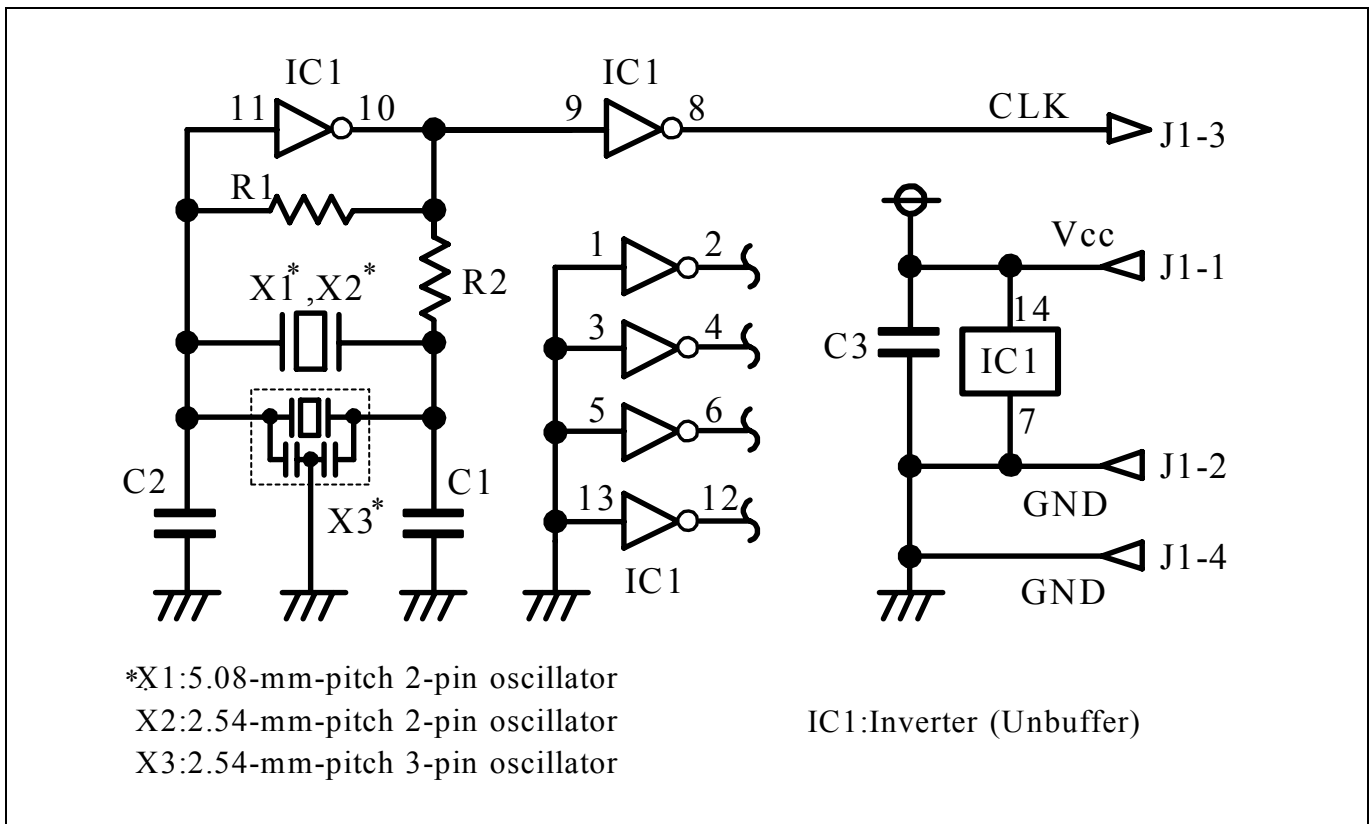 IC1
IC1
11
10
9
8
CLK
J1-3
R1
1
2
Vcc
J1-1
X1*,X2*
R2
3
4
14
C3
IC1
5
6
7
C2
C1
X3*
13
12
J1-2
GND
IC1
J1-4
GND
*X1:5.08-mm-pitch 2-pin oscillator
X2:2.54-mm-pitch 2-pin oscillator
IC1:Inverter (Unbuffer)
X3:2.54-mm-pitch 3-pin oscillator